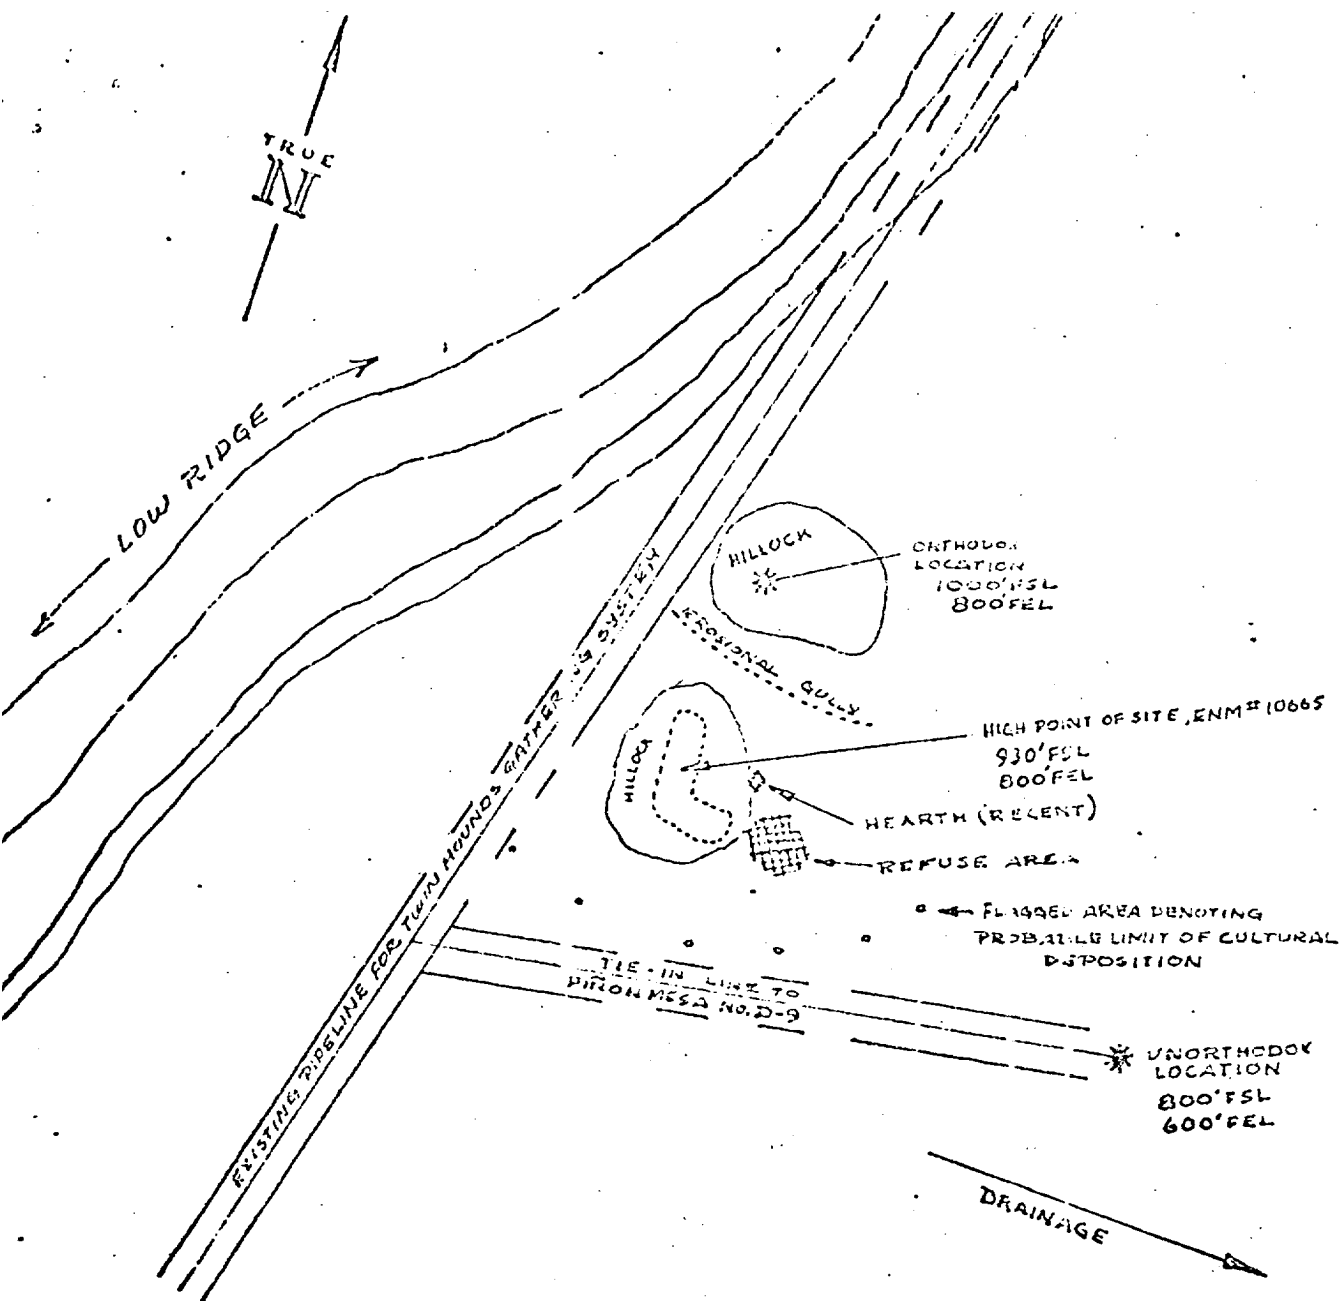 TRUE
N
LOW RIDGE
HILLOCK
ORTHODOX
LOCATION
1000'FSL
800'FEL
EROSIONAL GULLY
HIGH POINT OF SITE, ENM# 10665
930'FSL
800'FEL
HILLOCK
HEARTH (RECENT)
REFUSE AREA
FLAGGED AREA DENOTING
PROBABLE LIMIT OF CULTURAL
DEPOSITION
EXISTING PIPELINE FOR TWIN MOUNDS GATHERING SYSTEM
TIE-IN LINE TO
PIÑON MESA NO. D-9
UNORTHODOX
LOCATION
800'FSL
600'FEL
DRAINAGE